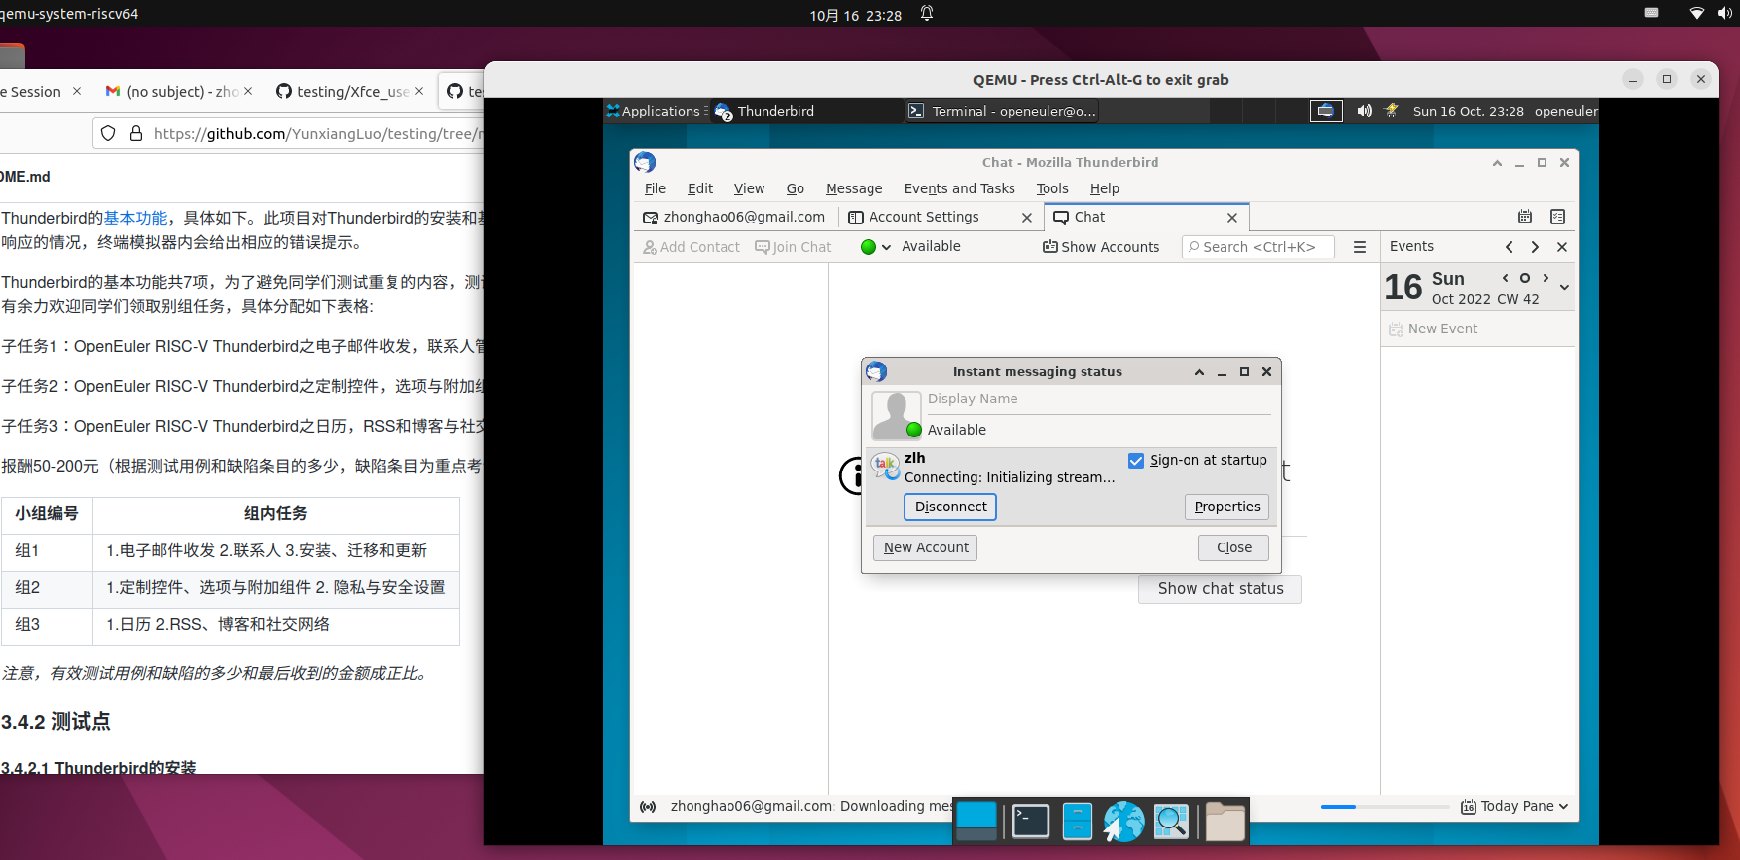 qemu-system-riscv64
10月 16 23:28
e Session
(no subject) - zho
testing/Xfce_use
te
https://github.com/YunxiangLuo/testing/tree/
OME.md
Thunderbird的基本功能，具体如下。此项目对Thunderbird的安装和
响应的情况，终端模拟器内会给出相应的错误提示。
Thunderbird的基本功能共7项，为了避免同学们测试重复的内容，测
有余力欢迎同学们领取别组任务，具体分配如下表格:
子任务1：OpenEuler RISC-V Thunderbird之电子邮件收发，联系人管
子任务2：OpenEuler RISC-V Thunderbird之定制控件，选项与附加组
子任务3：OpenEuler RISC-V Thunderbird之日历，RSS和博客与社交
报酬50-200元（根据测试用例和缺陷条目的多少，缺陷条目为重点考
小组编号 组内任务
组1 1.电子邮件收发 2.联系人 3.安装、迁移和更新
组2 1.定制控件、选项与附加组件 2. 隐私与安全设置
组3 1.日历 2.RSS、博客和社交网络
注意，有效测试用例和缺陷的多少和最后收到的金额成正比。
3.4.2 测试点
3.4.2.1 Thunderbird的安装
QEMU - Press Ctrl-Alt-G to exit grab
Applications
2
Thunderbird
Terminal - openeuler@o...
Sun 16 Oct, 23:28 openeuler
Chat - Mozilla Thunderbird
File Edit View Go Message Events and Tasks Tools Help
zhonghao06@gmail.com
Account Settings
Chat
Add Contact Join Chat Available Show Accounts Search <Ctrl+K>
Events
16 Sun
Oct 2022 CW 42
New Event
Instant messaging status
Display Name
Available
talk
zlh
Connecting: Initializing stream...
Sign-on at startup
Disconnect
Properties
New Account
Close
t
Show chat status
zhonghao06@gmail.com: Downloading mes
16
Today Pane